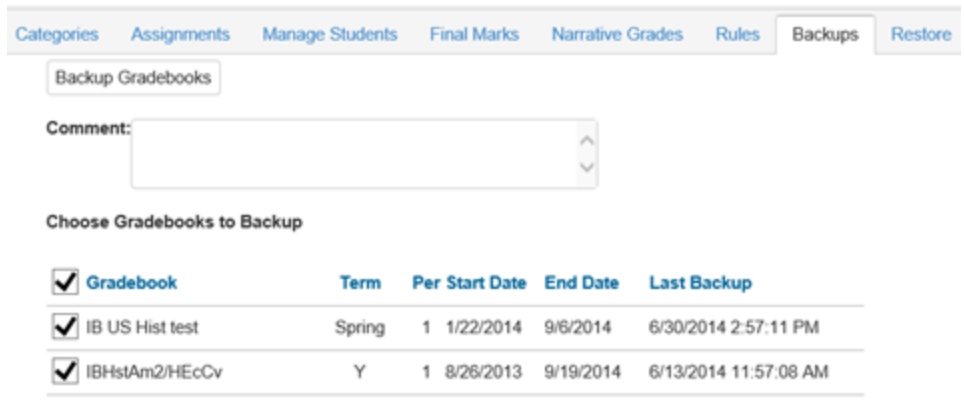 Categories Assignments Manage Students Final Marks Narrative Grades Rules Backups Restore
Backup Gradebooks
Comment:
Choose Gradebooks to Backup
Gradebook Term Per Start Date End Date Last Backup
IB US Hist test Spring 1 1/22/2014 9/6/2014 6/30/2014 2:57:11 PM
IBHstAm2/HEcCv Y 1 8/26/2013 9/19/2014 6/13/2014 11:57:08 AM